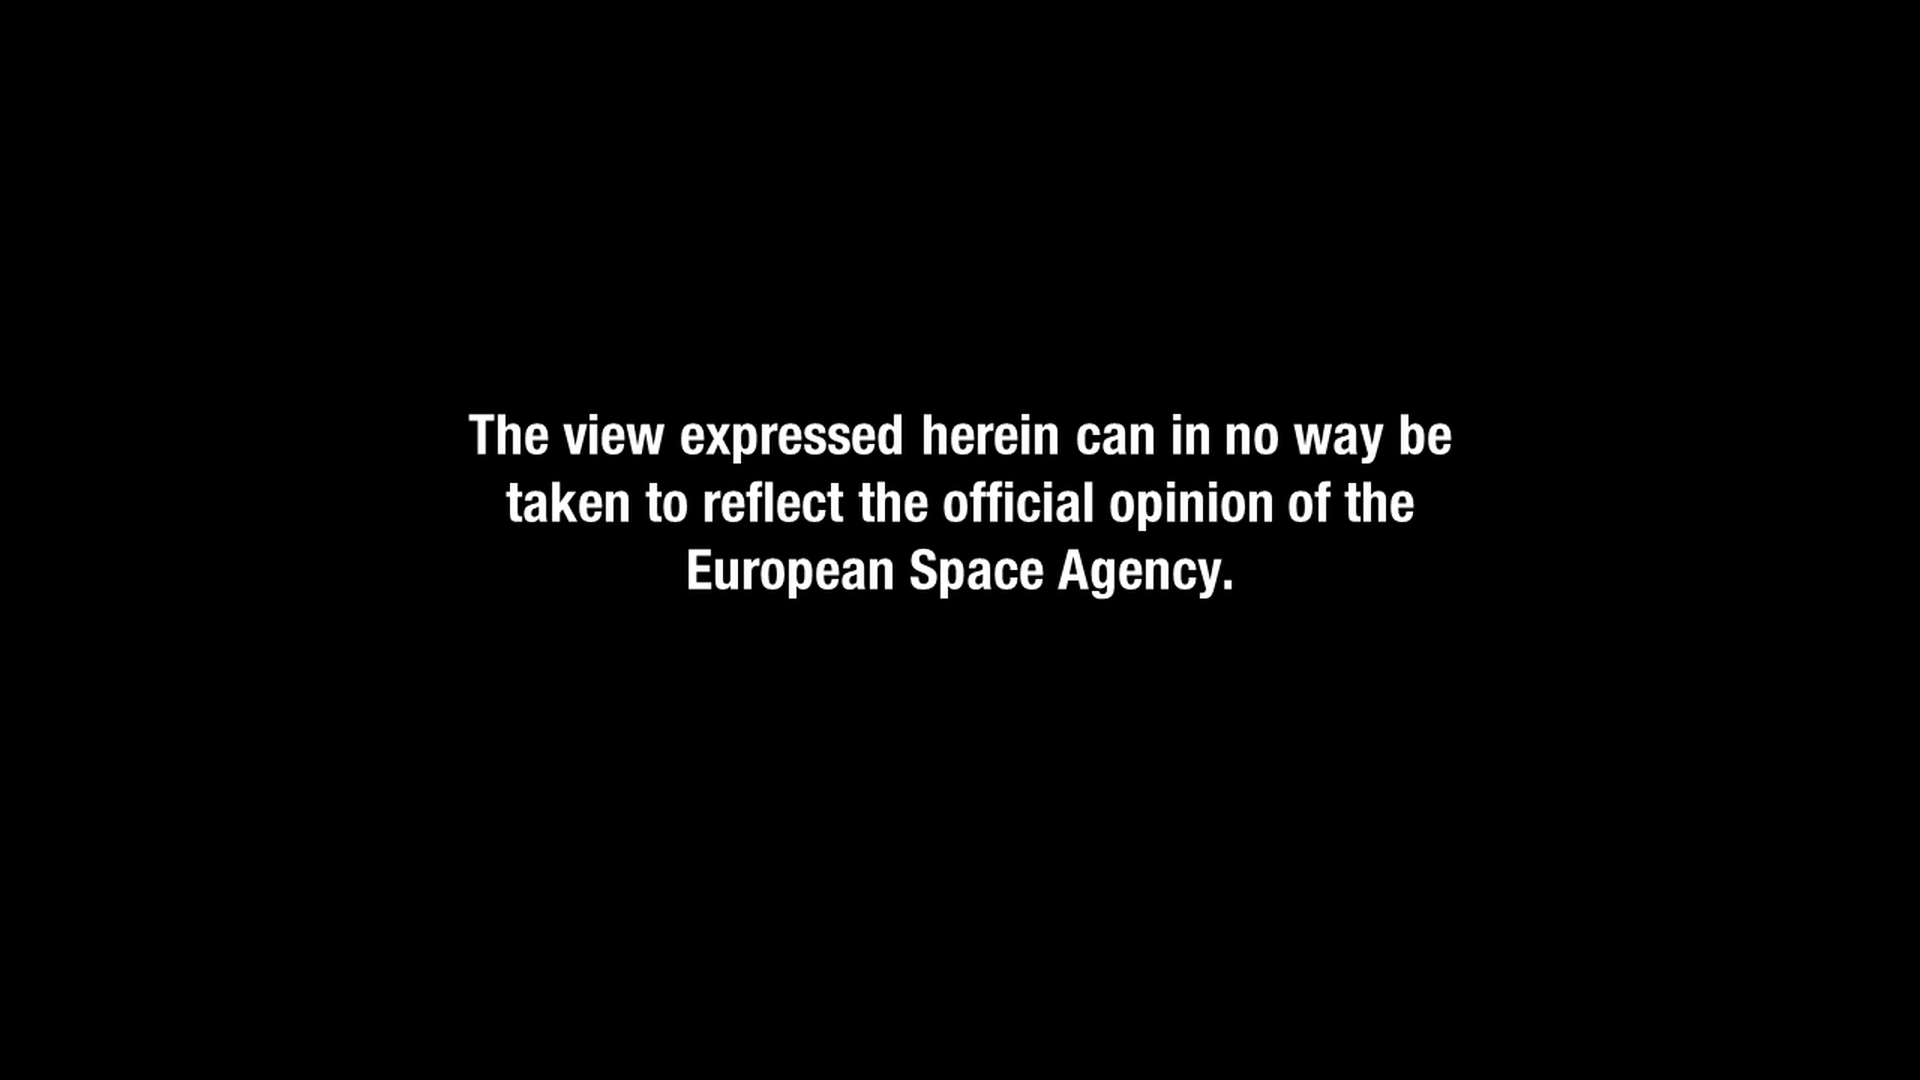 The view expressed herein can in no way be
taken to reflect the official opinion of the
European Space Agency.